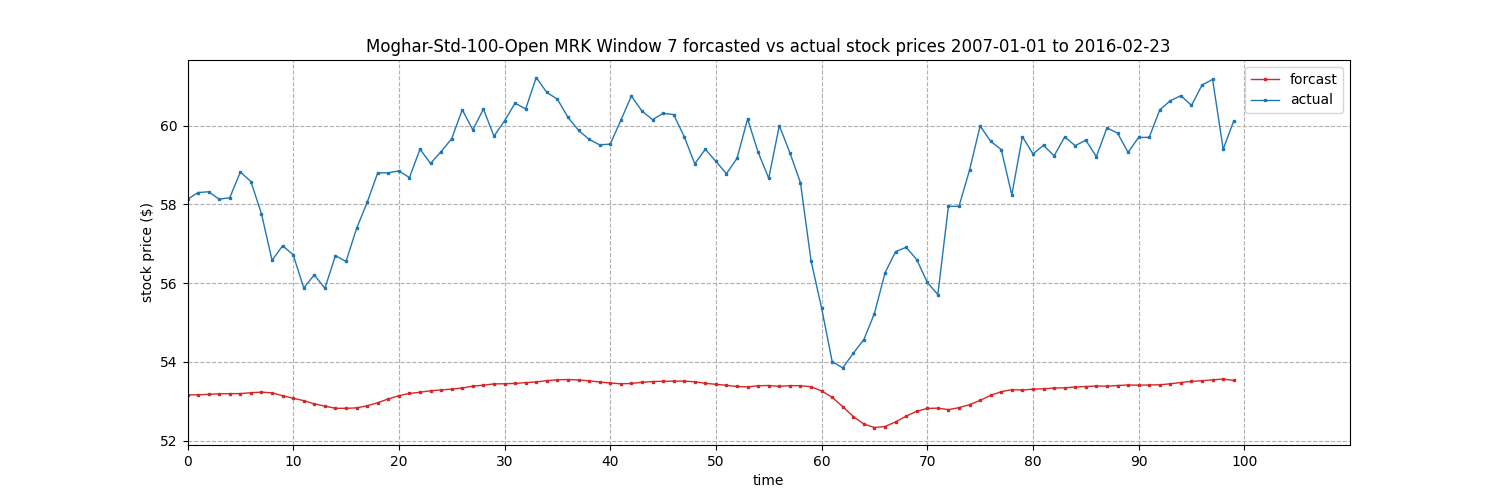 Moghar-Std-100-Open MRK Window 7 forcasted vs actual stock prices 2007-01-01 to 2016-02-23
forcast
actual
stock price ($)
60
58
56
54
52
0 10 20 30 40 50 60 70 80 90 100
time